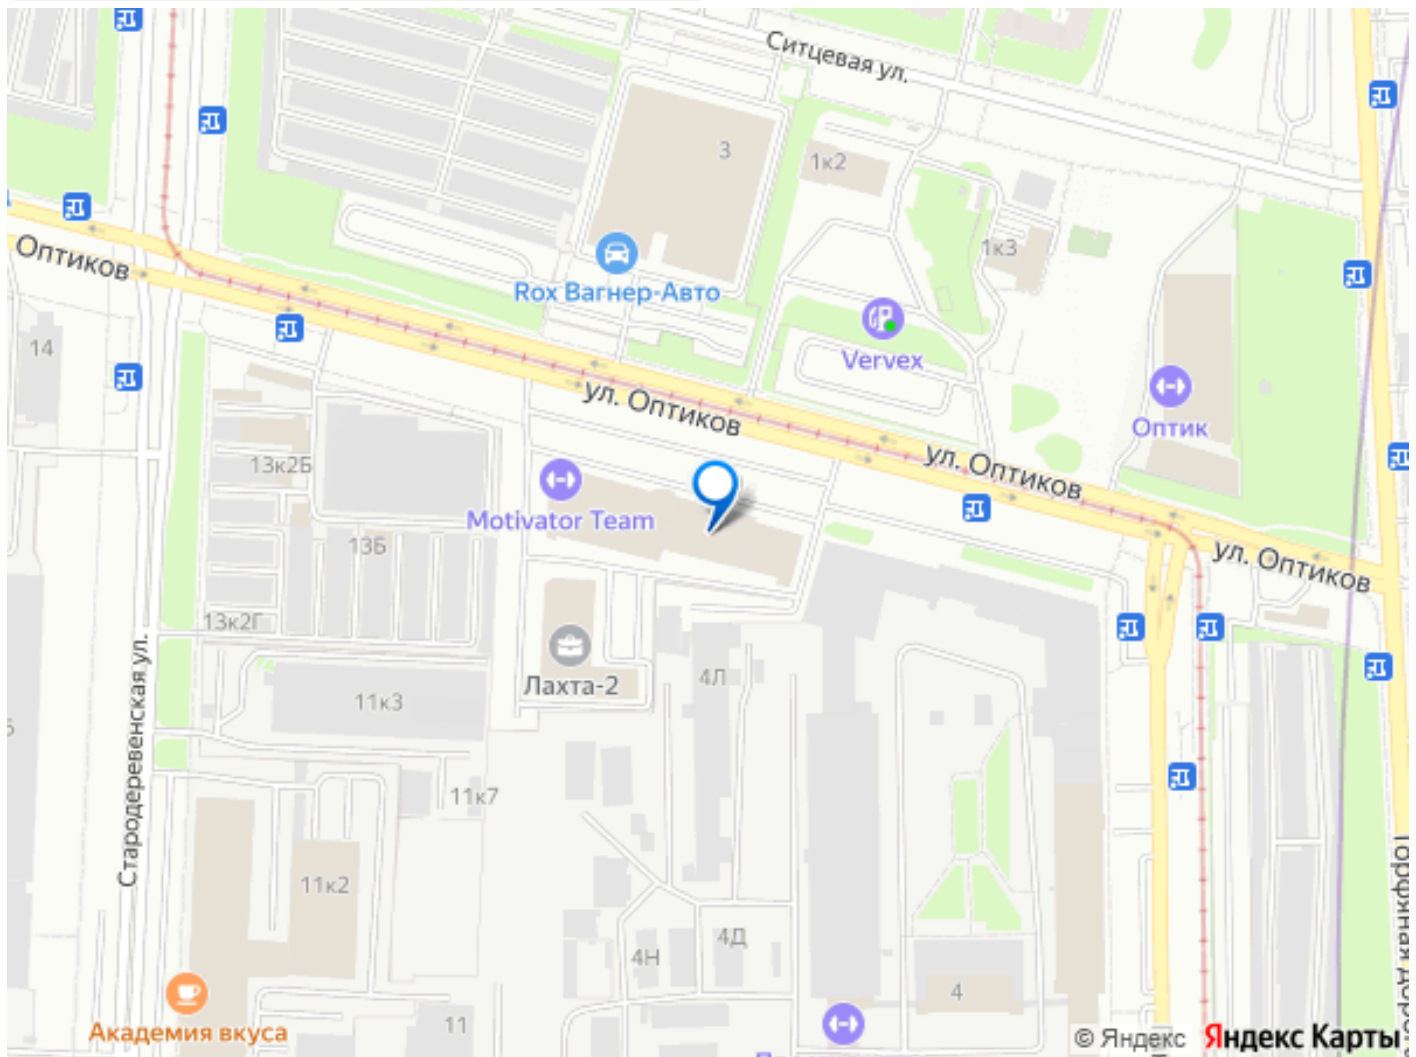 Ситцевая ул.
3
1к2
1к3
Оптиков
Rox Вагнер-Авто
Vervex
14
ул. Оптиков
Оптик
ул. Оптиков
13к2Б
Motivator Team
13Б
ул. Оптиков
13к2Г
Стародеревенская ул.
Лахта-2
4Л
11к3
11к7
11к2
4Н
4Д
4
Академия вкуса
11
© Яндекс
Яндекс Карты